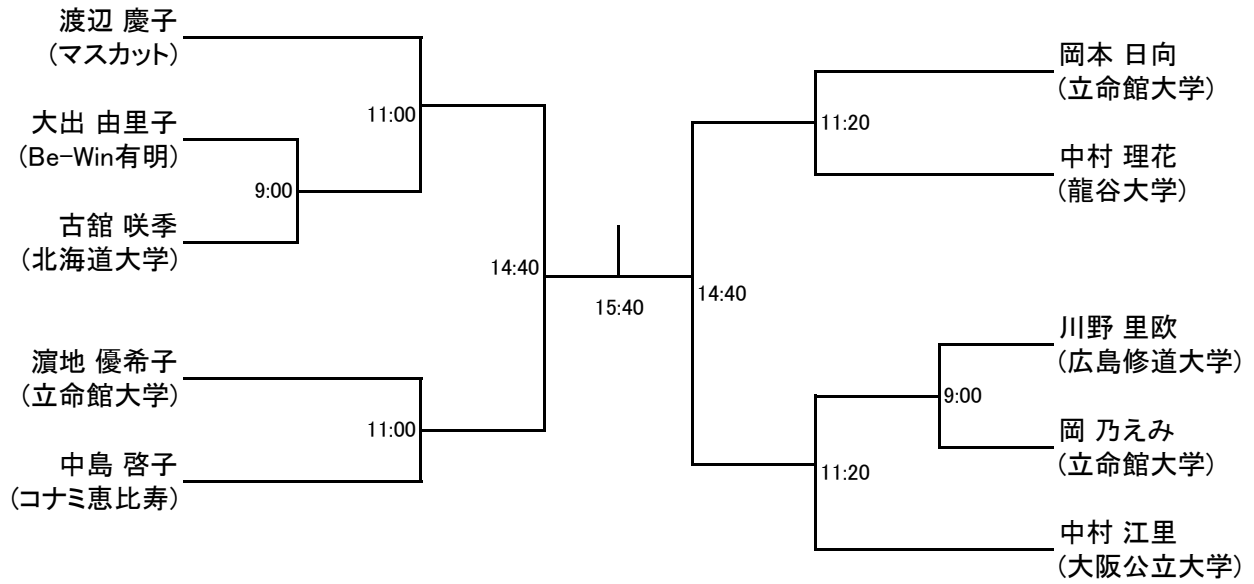 渡辺 慶子
(マスカット)
大出 由里子
(Be-Win有明)
古舘 咲季
(北海道大学)
濵地 優希子
(立命館大学)
中島 啓子
(コナミ恵比寿)
11:00
9:00
11:00
14:40
15:40
14:40
11:20
9:00
11:20
岡本 日向
(立命館大学)
中村 理花
(龍谷大学)
川野 里欧
(広島修道大学)
岡 乃えみ
(立命館大学)
中村 江里
(大阪公立大学)